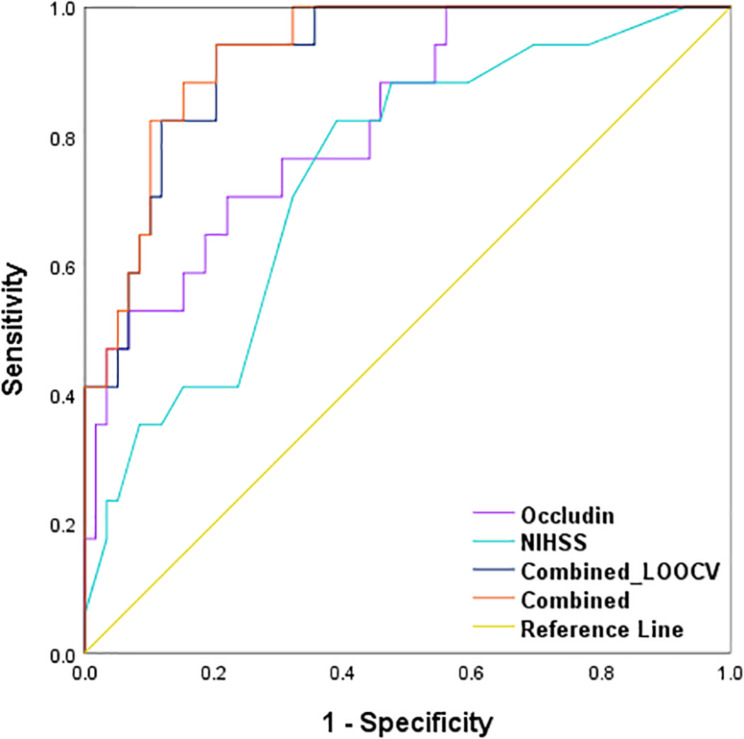 1.0
0.8
0.6
0.4
0.2
0.0
Sensitivity
Occludin
NIHSS
Combined_LOOCV
Combined
Reference Line
0.0 0.2 0.4 0.6 0.8 1.0
1 - Specificity